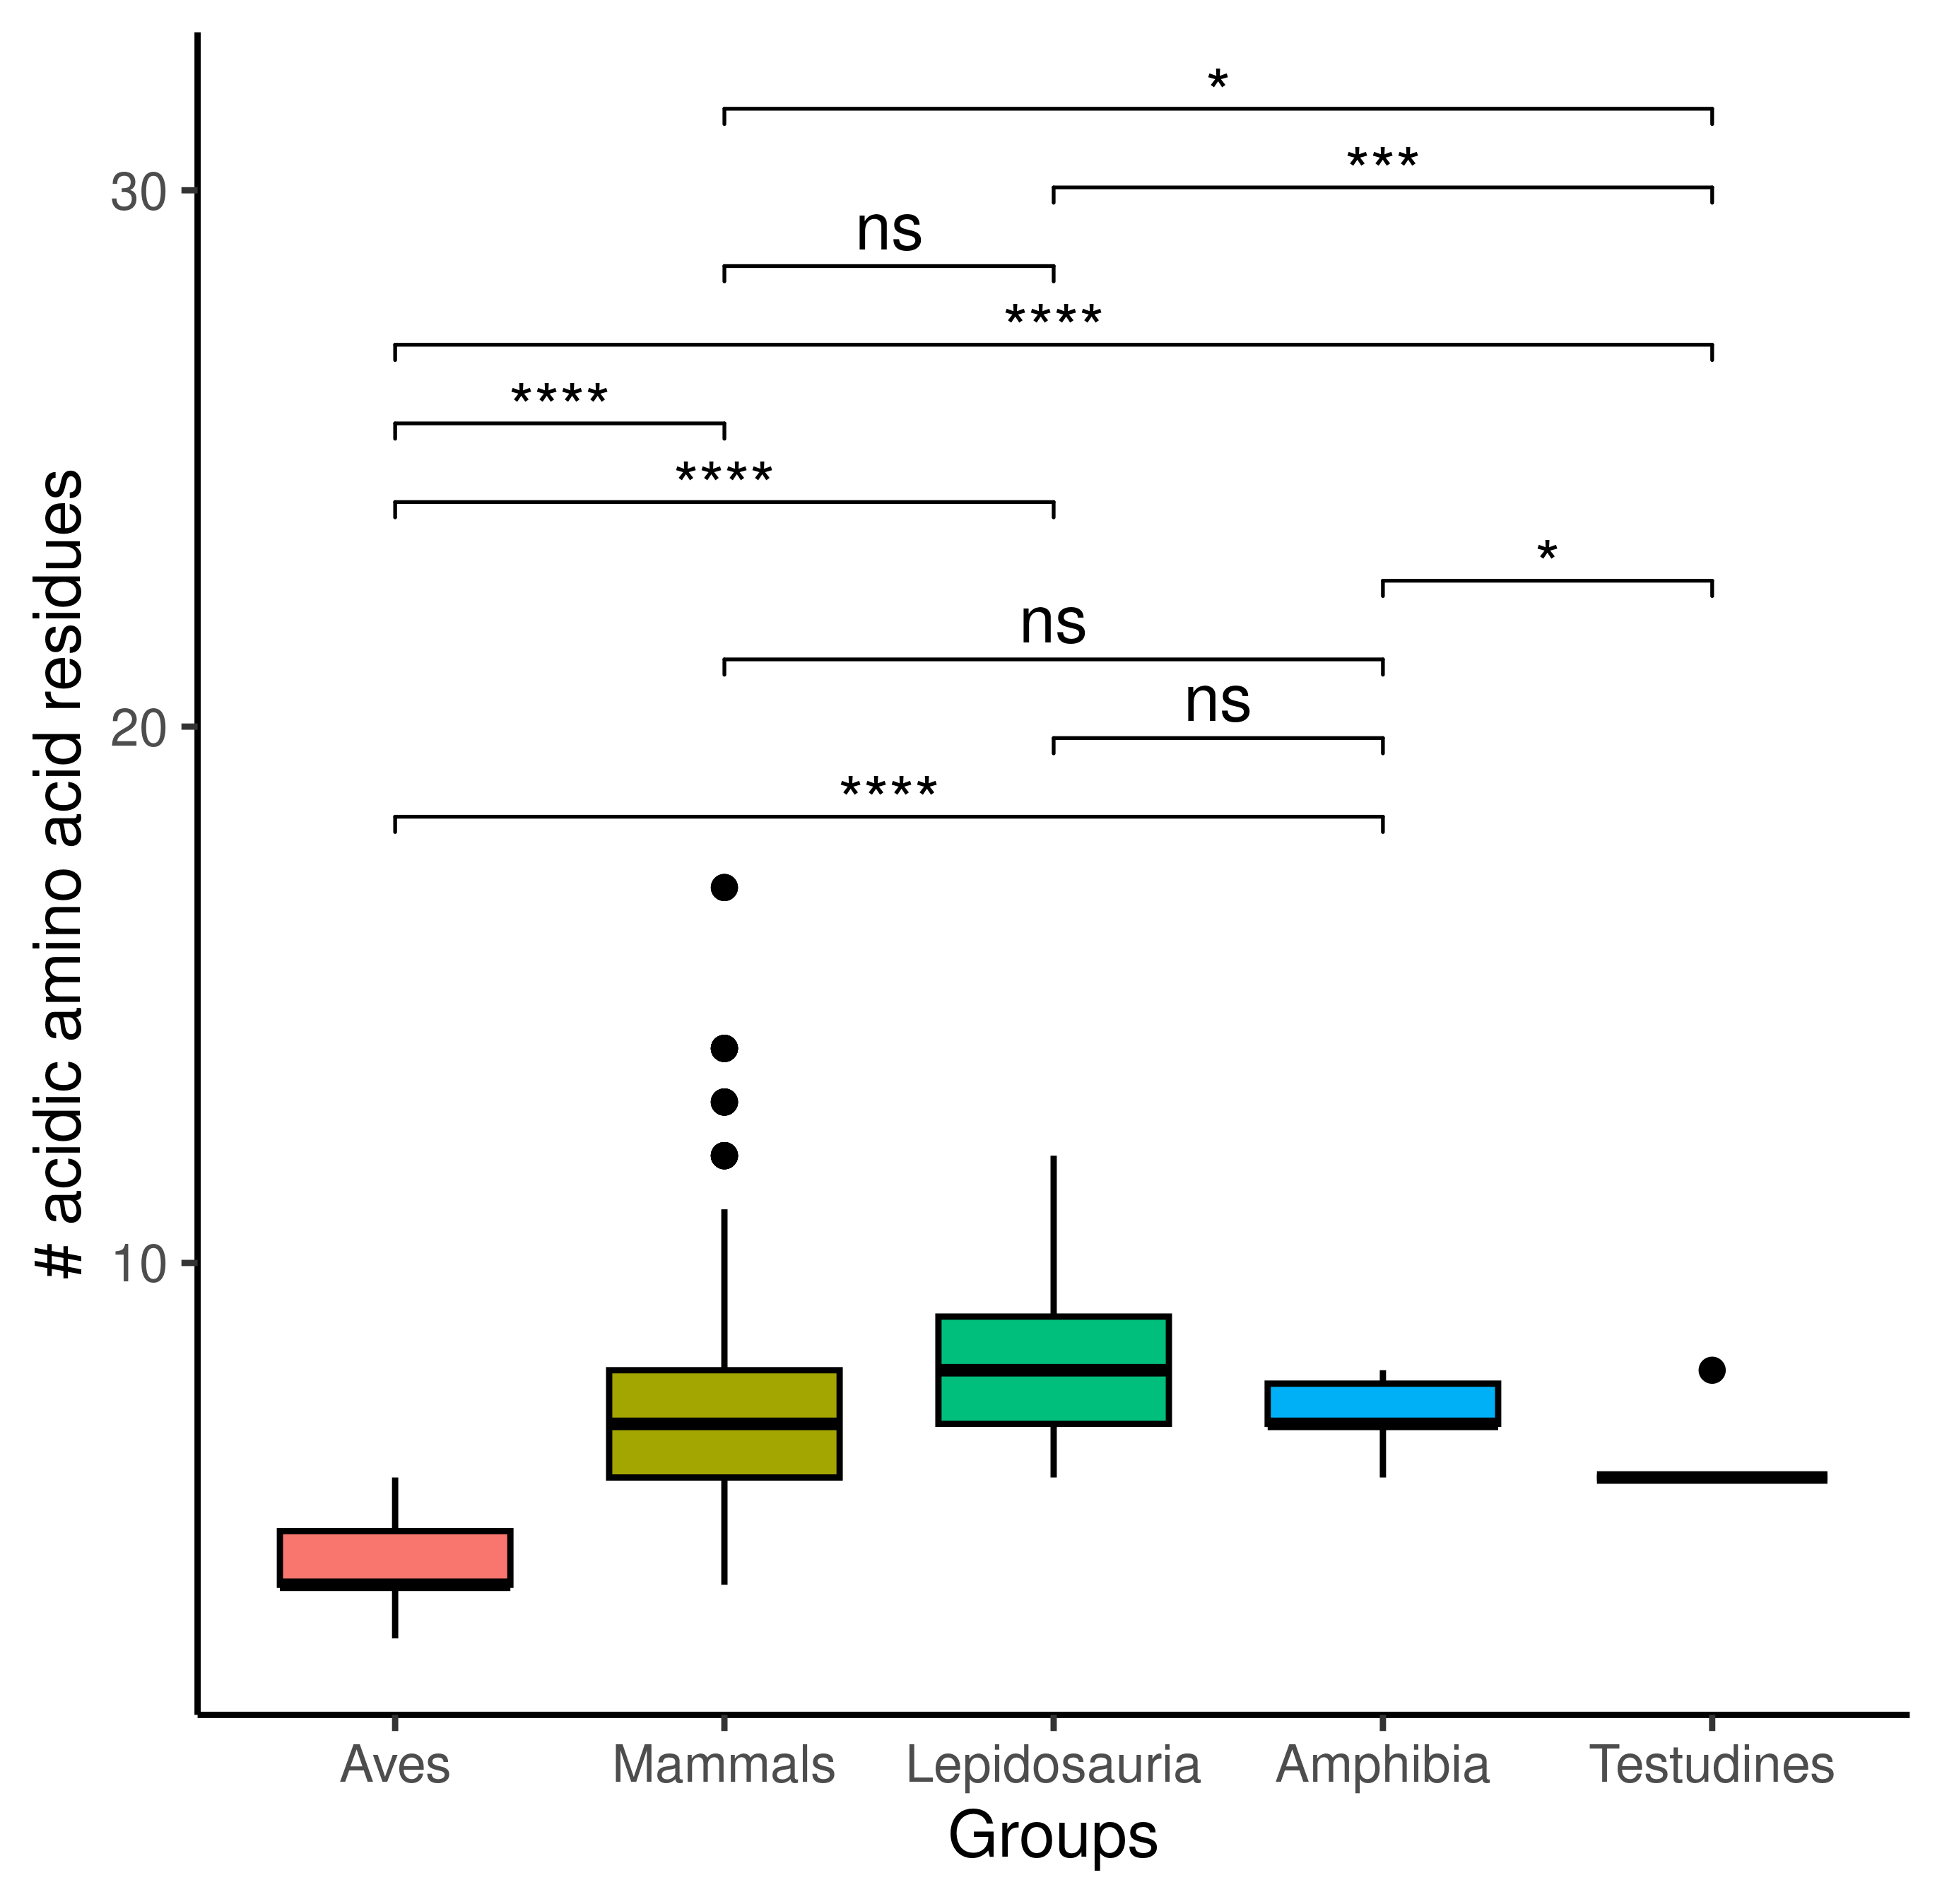 *
***
30
ns
****
****
****
*
ns
20
ns
****
# acidic amino acid residues
10
Aves Mammals Lepidosauria Amphibia Testudines
Groups